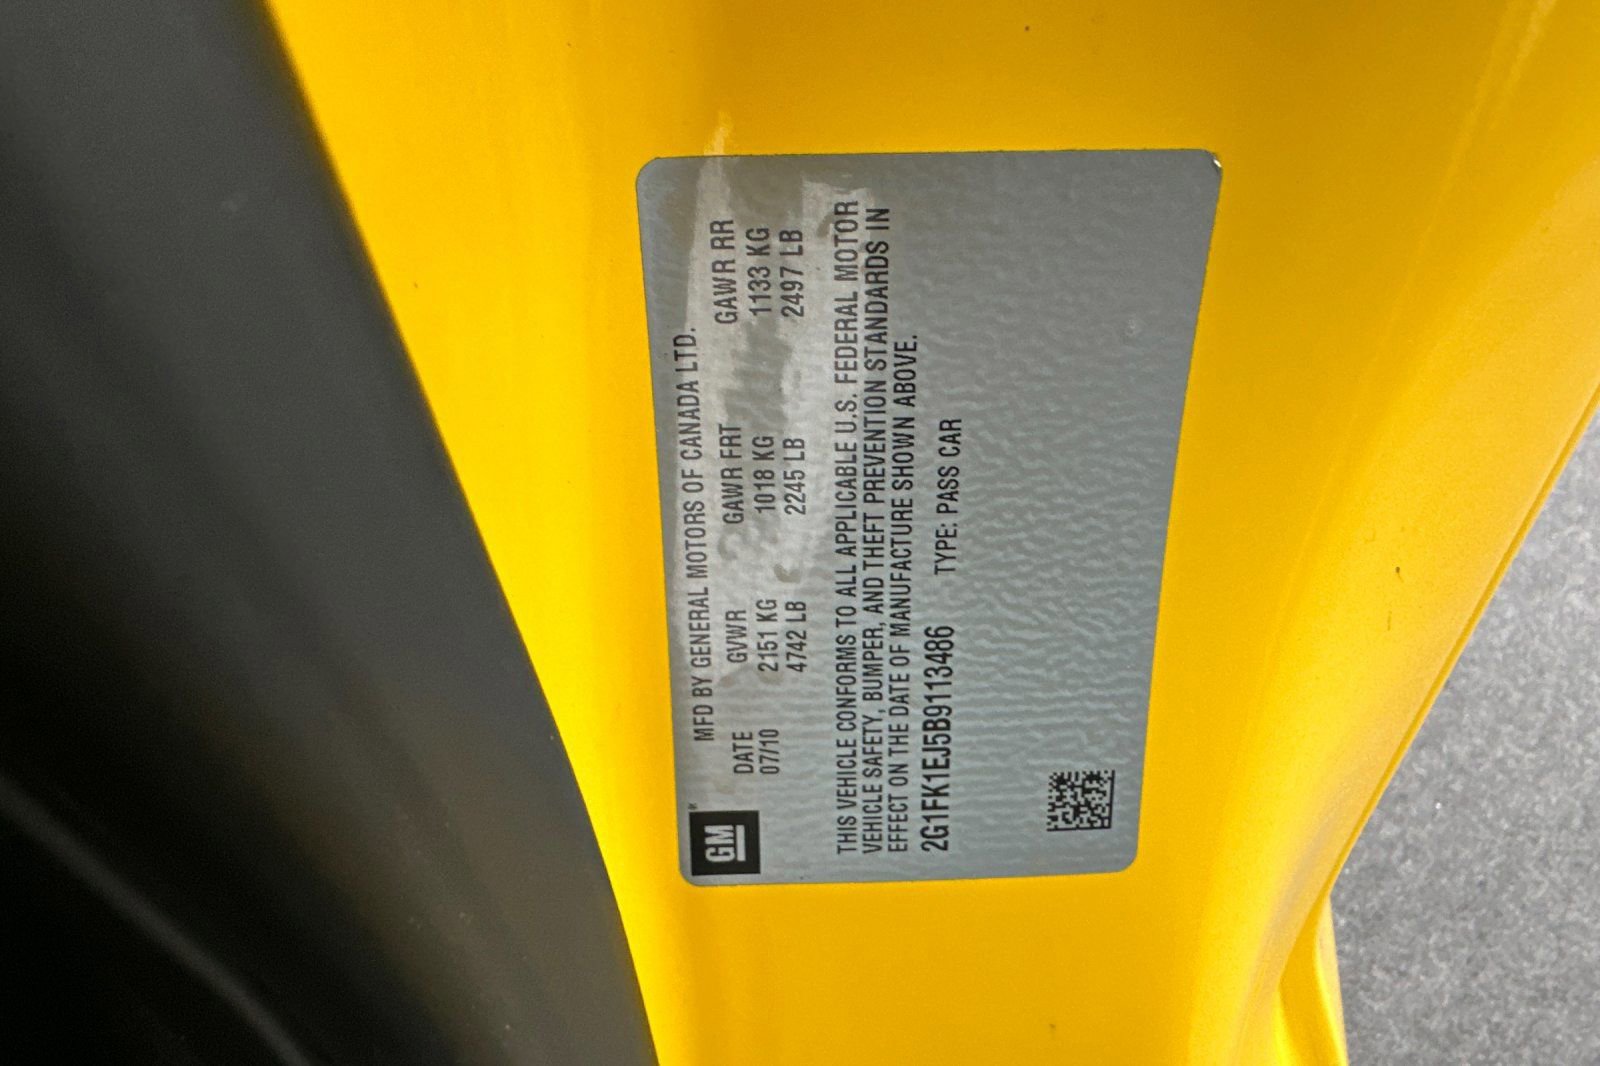 GM
MFD BY GENERAL MOTORS OF CANADA LTD.
DATE GVWR GAWR FRT GAWR RR
07/10 2151 KG 1018 KG 1133 KG
4742 LB 2245 LB 2497 LB
THIS VEHICLE CONFORMS TO ALL APPLICABLE U.S. FEDERAL MOTOR
VEHICLE SAFETY, BUMPER, AND THEFT PREVENTION STANDARDS IN
EFFECT ON THE DATE OF MANUFACTURE SHOWN ABOVE.
2G1FK1EJ5B9113486 TYPE: PASS CAR